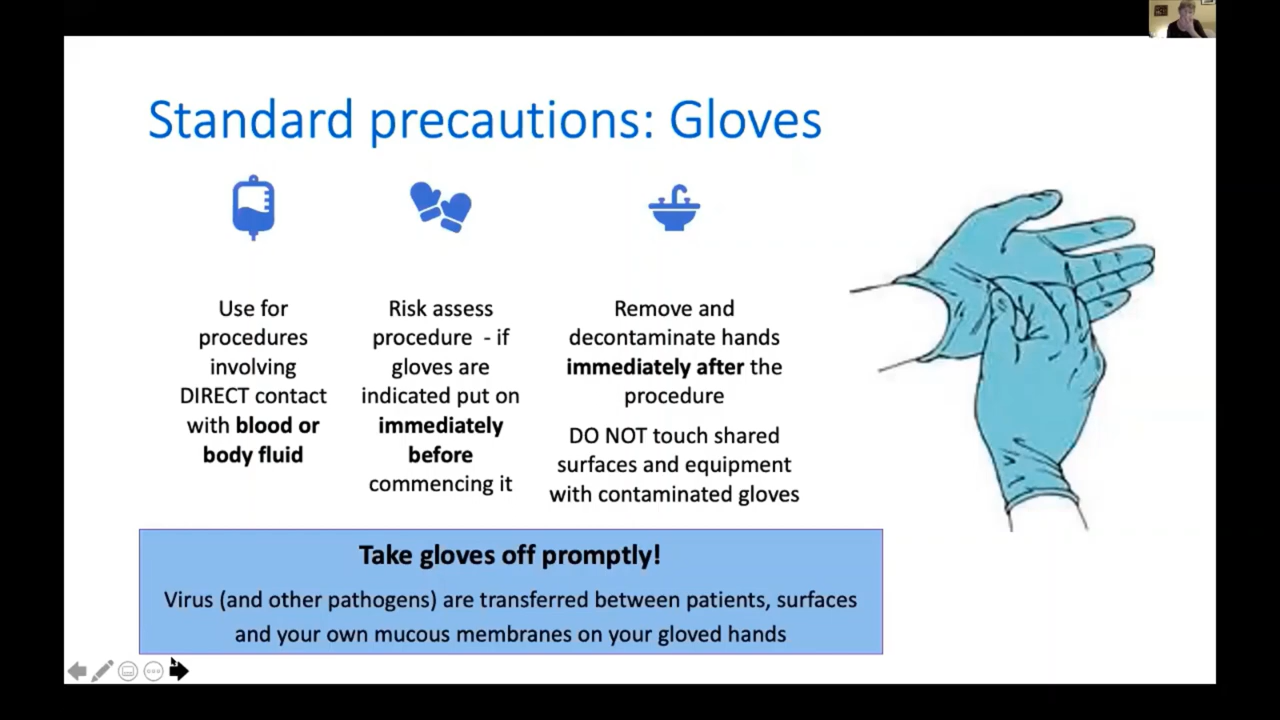 Standard precautions: Gloves
Use for
procedures
involving
DIRECT contact
with blood or
body fluid
Risk assess
procedure - if
gloves are
indicated put on
immediately
before
commencing it
Remove and
decontaminate hands
immediately after the
procedure
DO NOT touch shared
surfaces and equipment
with contaminated gloves
Take gloves off promptly!
Virus (and other pathogens) are transferred between patients, surfaces
and your own mucous membranes on your gloved hands